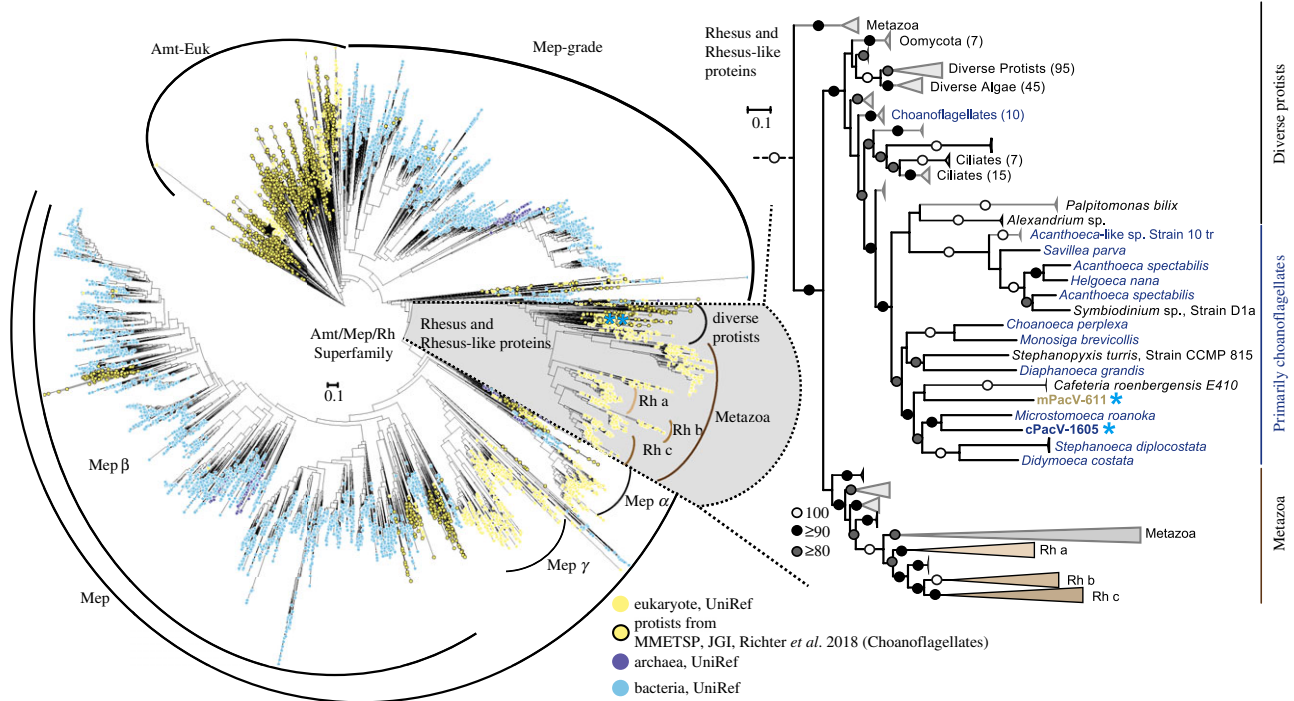 Amt-Euk
Mep-grade
Amt/Mep/Rh
Superfamily
0.1
Rhesus and
Rhesus-like proteins
diverse
protists
Rh a
Rh b
Rh c
Metazoa
Mep α
Mep γ
Mep β
Mep
eukaryote, UniRef
protists from
MMETSP, JGI, Richter et al. 2018 (Choanoflagellates)
archaea, UniRef
bacteria, UniRef
Rhesus and
Rhesus-like
proteins
0.1
Metazoa
Oomycota (7)
Diverse Protists (95)
Diverse Algae (45)
Choanoflagellates (10)
Ciliates (7)
Ciliates (15)
Palpitomonas bilix
Alexandrium sp.
Acanthoeca-like sp. Strain 10 tr
Savillea parva
Acanthoeca spectabilis
Helgoeca nana
Acanthoeca spectabilis
Symbiodinium sp., Strain D1a
Choanoeca perplexa
Monosiga brevicollis
Stephanopyxis turris, Strain CCMP 815
Diaphanoeca grandis
Cafeteria roenbergensis E410
mPacV-611 *
Microstomoeca roanoka
cPacV-1605 *
Stephanoeca diplocostata
Didymoeca costata
100
≥90
≥80
Metazoa
Rh a
Rh b
Rh c
Diverse protists
Primarily choanoflagellates
Metazoa